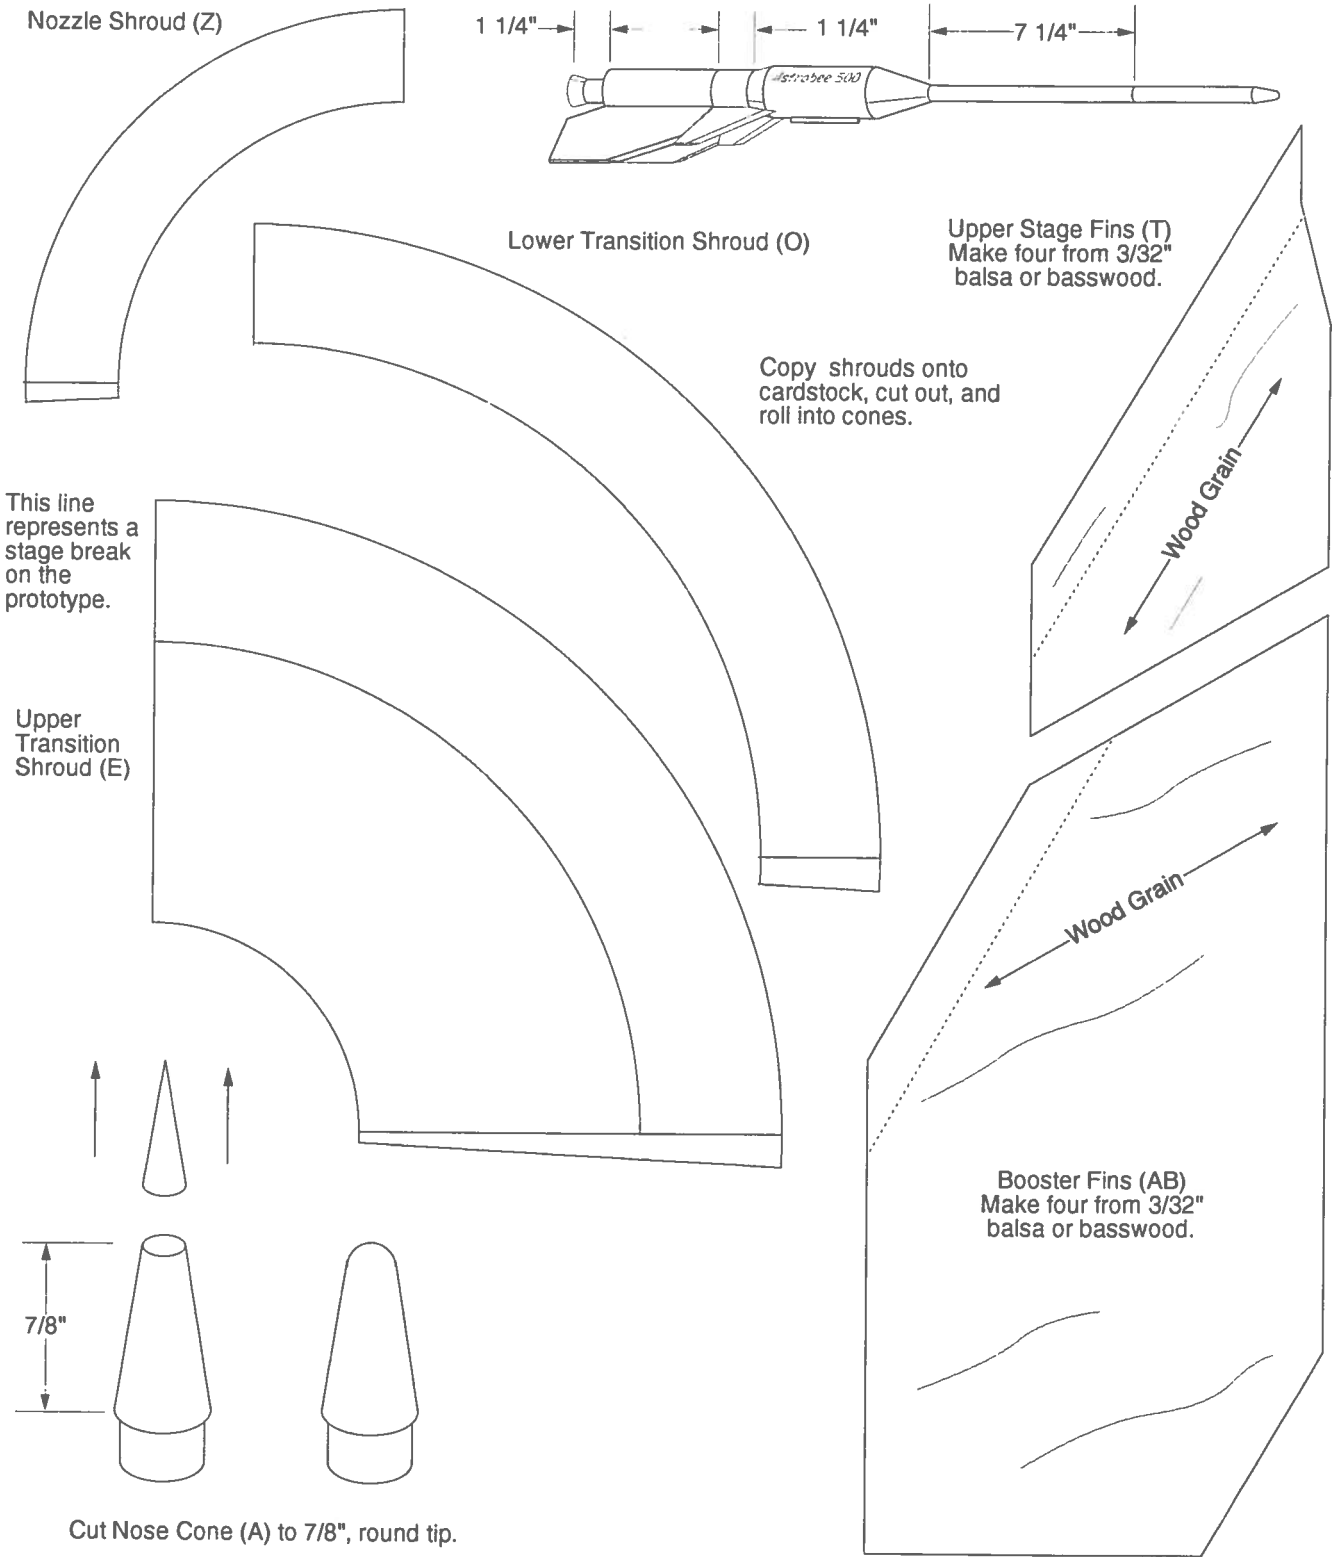 Nozzle Shroud (Z)
1 1/4"
1 1/4"
7 1/4"
Astrobee 500
Lower Transition Shroud (O)
Upper Stage Fins (T)
Make four from 3/32"
balsa or basswood.
Copy shrouds onto
cardstock, cut out, and
roll into cones.
Wood Grain
This line
represents a
stage break
on the
prototype.
Upper
Transition
Shroud (E)
Wood Grain
Booster Fins (AB)
Make four from 3/32"
balsa or basswood.
7/8"
Cut Nose Cone (A) to 7/8", round tip.